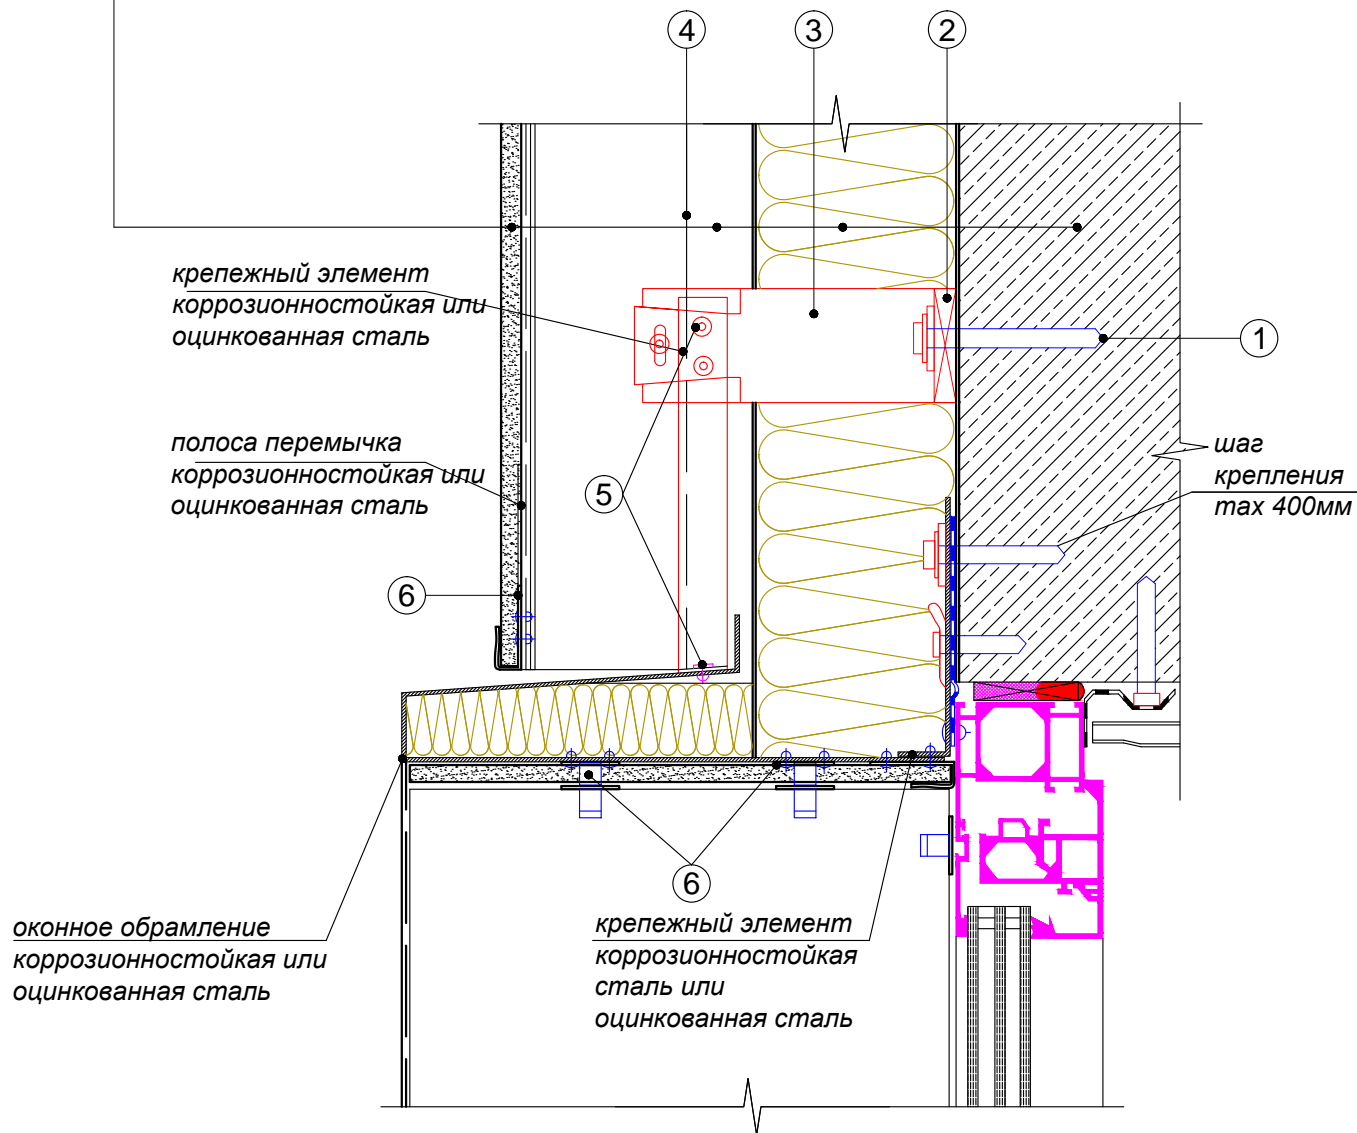 4
3
2
крепежный элемент
коррозионностойкая или
оцинкованная сталь
1
полоса перемычка
коррозионностойкая или
оцинкованная сталь
шаг
крепления
max 400мм
5
6
6
оконное обрамление
коррозионностойкая или
оцинкованная сталь
крепежный элемент
коррозионностойкая
сталь или
оцинкованная сталь